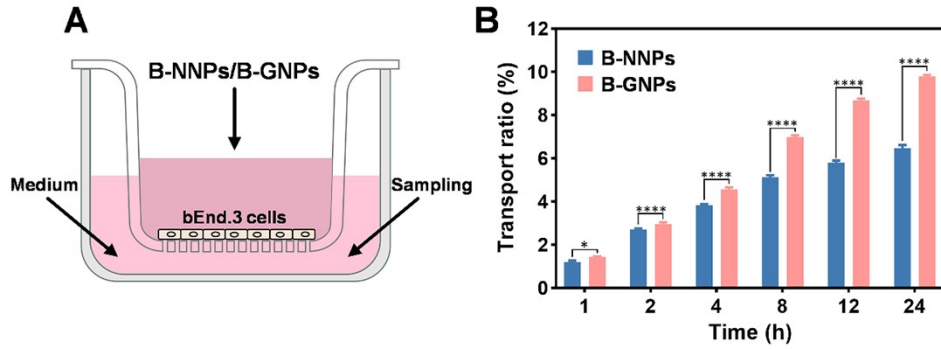 A
B-NNPs/B-GNPs
Medium
Sampling
bEnd.3 cells
B
Transport ratio (%)
12
10
8
6
4
2
0
B-NNPs
B-GNPs
*
****
****
****
****
****
1 2 4 8 12 24
Time (h)